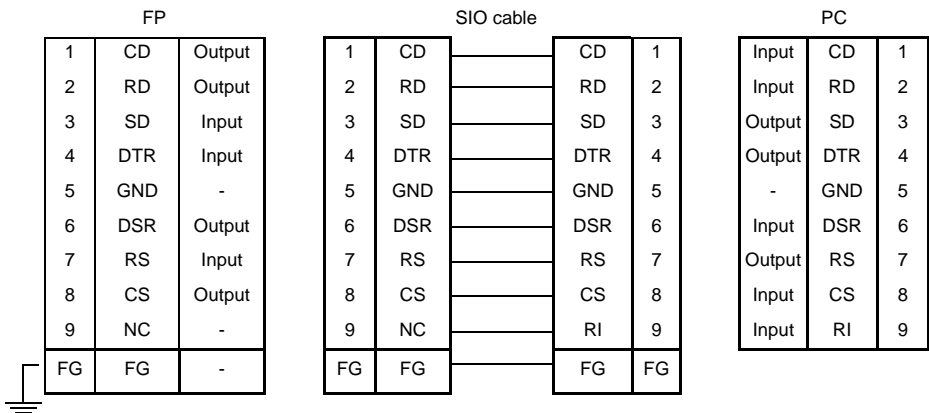 FP SIO cable PC
1 CD Output 1 CD CD 1 Input CD 1
2 RD Output 2 RD RD 2 Input RD 2
3 SD Input 3 SD SD 3 Output SD 3
4 DTR Input 4 DTR DTR 4 Output DTR 4
5 GND - 5 GND GND 5 - GND 5
6 DSR Output 6 DSR DSR 6 Input DSR 6
7 RS Input 7 RS RS 7 Output RS 7
8 CS Output 8 CS CS 8 Input CS 8
9 NC - 9 NC RI 9 Input RI 9
FG FG - FG FG FG FG